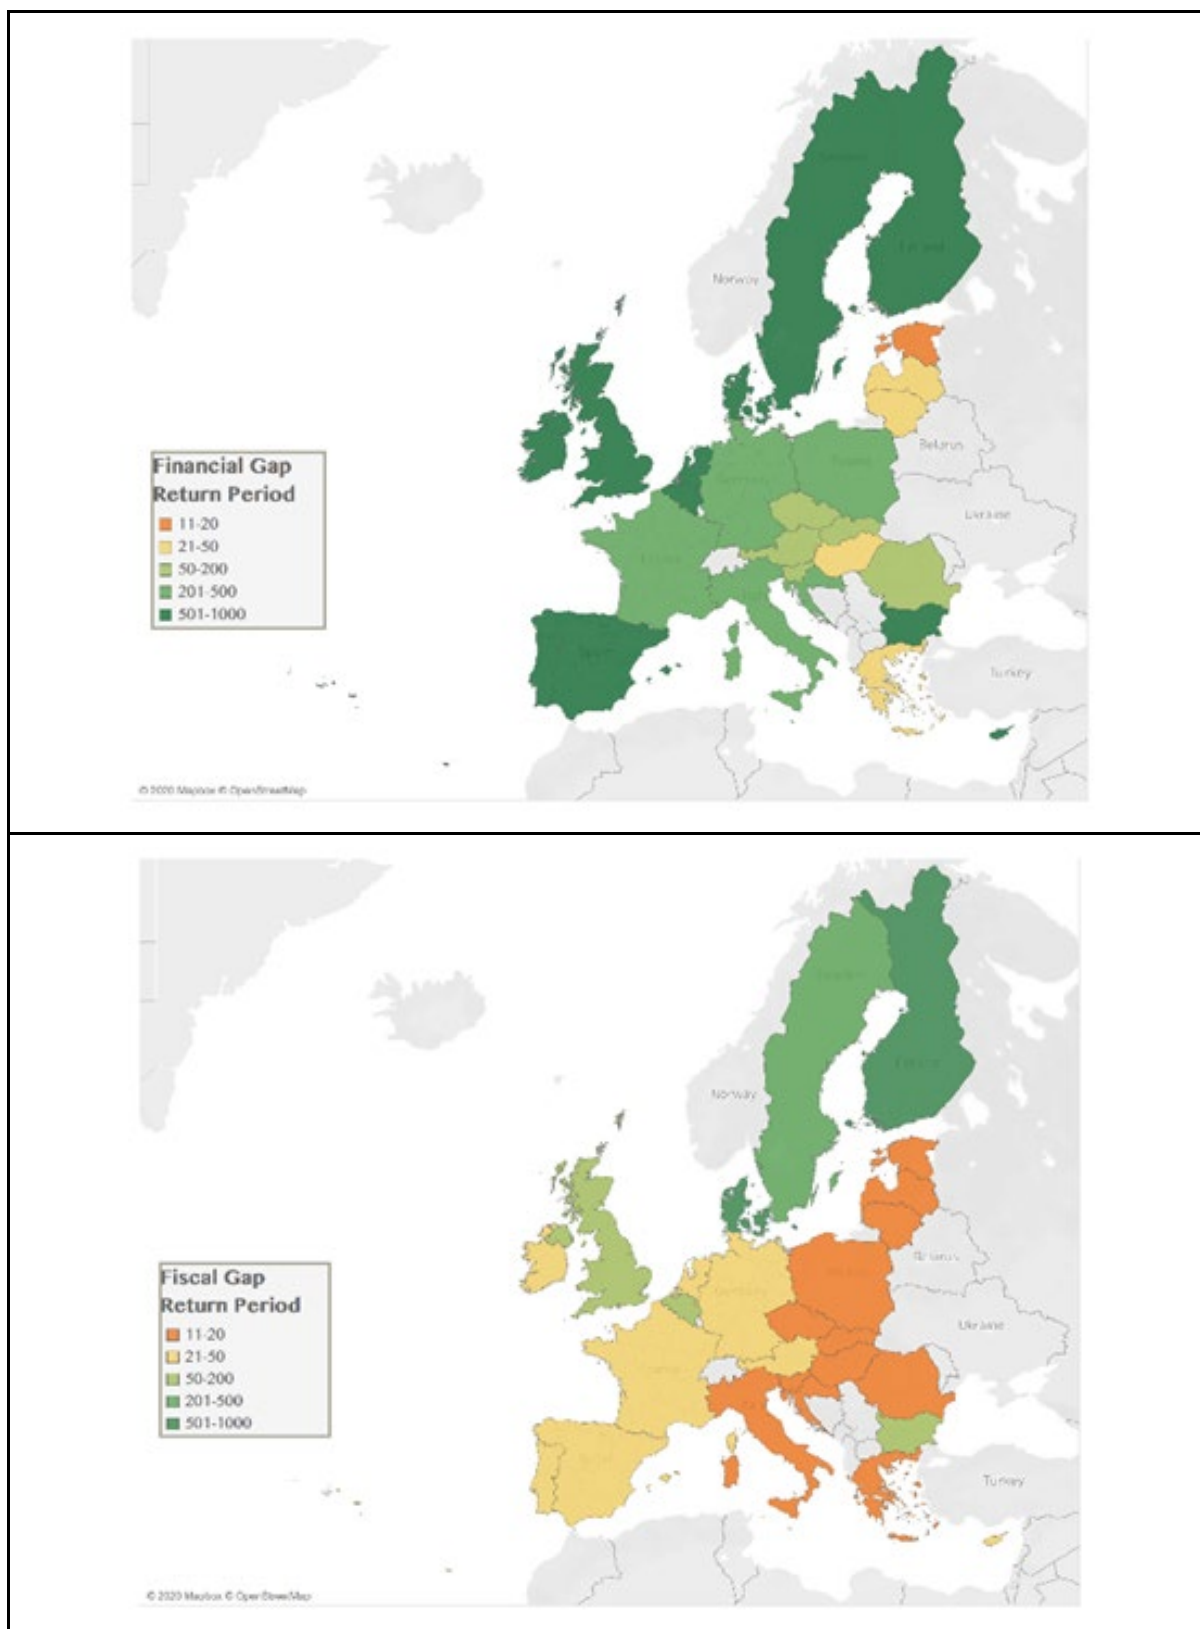 Norway
Belarus
Ukraine
Turkey
Financial Gap
Return Period
11-20
21-50
50-200
201-500
501-1000
© 2020 Mapbox © OpenStreetMap
Norway
Belarus
Ukraine
Turkey
Fiscal Gap
Return Period
11-20
21-50
50-200
201-500
501-1000
© 2020 Mapbox © OpenStreetMap